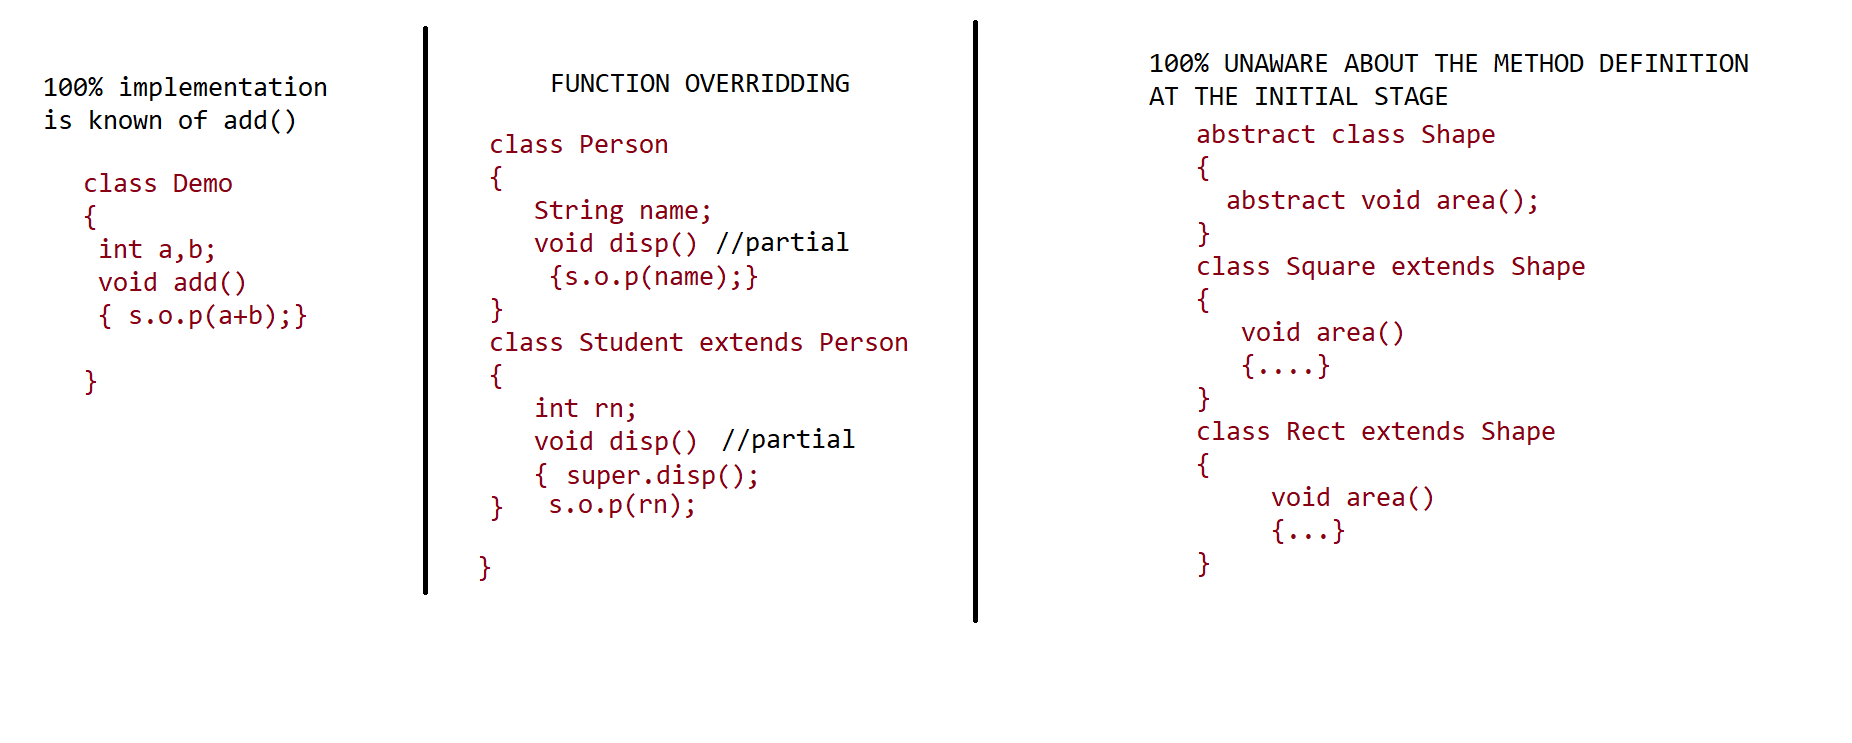 100% implementation
is known of add()
class Demo
{
int a,b;
void add()
{ s.o.p(a+b);}
}
FUNCTION OVERRIDDING
class Person
{
String name;
void disp() //partial
{s.o.p(name);}
}
class Student extends Person
{
int rn;
void disp() //partial
{ super.disp();
} s.o.p(rn);
}
100% UNAWARE ABOUT THE METHOD DEFINITION
AT THE INITIAL STAGE
abstract class Shape
{
abstract void area();
}
class Square extends Shape
{
void area()
{....}
}
class Rect extends Shape
{
void area()
{...}
}